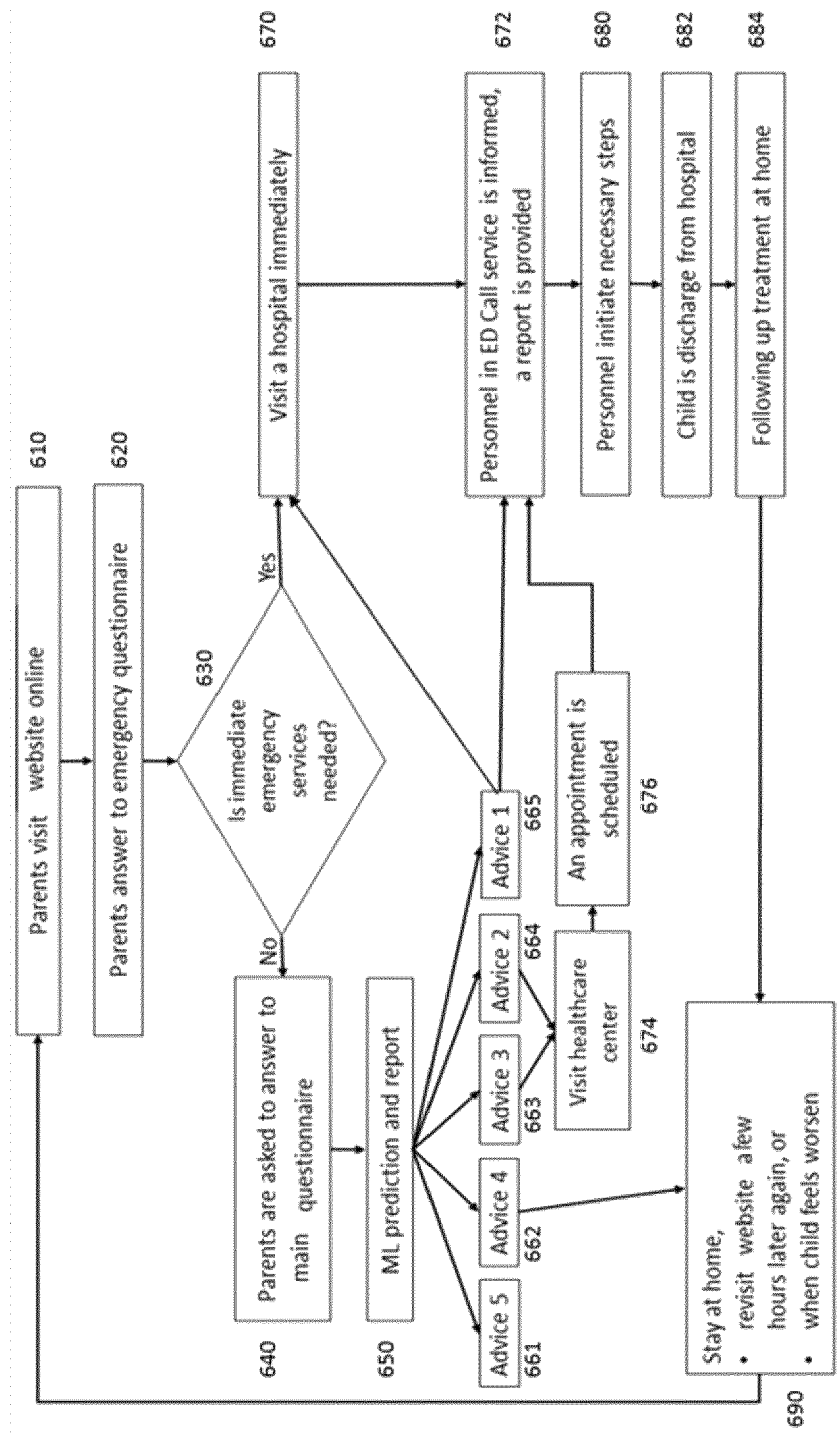 Parents visit website online
610
Parents answer to emergency questionnaire
620
630
Is immediate
emergency
services
needed?
No
Yes
640
Parents are asked to answer to
main questionnaire
Visit a hospital immediately
670
650
ML prediction and report
Advice 5
Advice 4
Advice 3
Advice 2
Advice 1
661
662
663
664
665
Personnel in ED Call service is informed,
a report is provided
672
Visit healthcare
center
674
An appointment is
scheduled
676
Personnel initiate necessary steps
680
Child is discharge from hospital
682
Following up treatment at home
684
Stay at home,
• revisit website a few
hours later again, or
• when child feels worsen
690